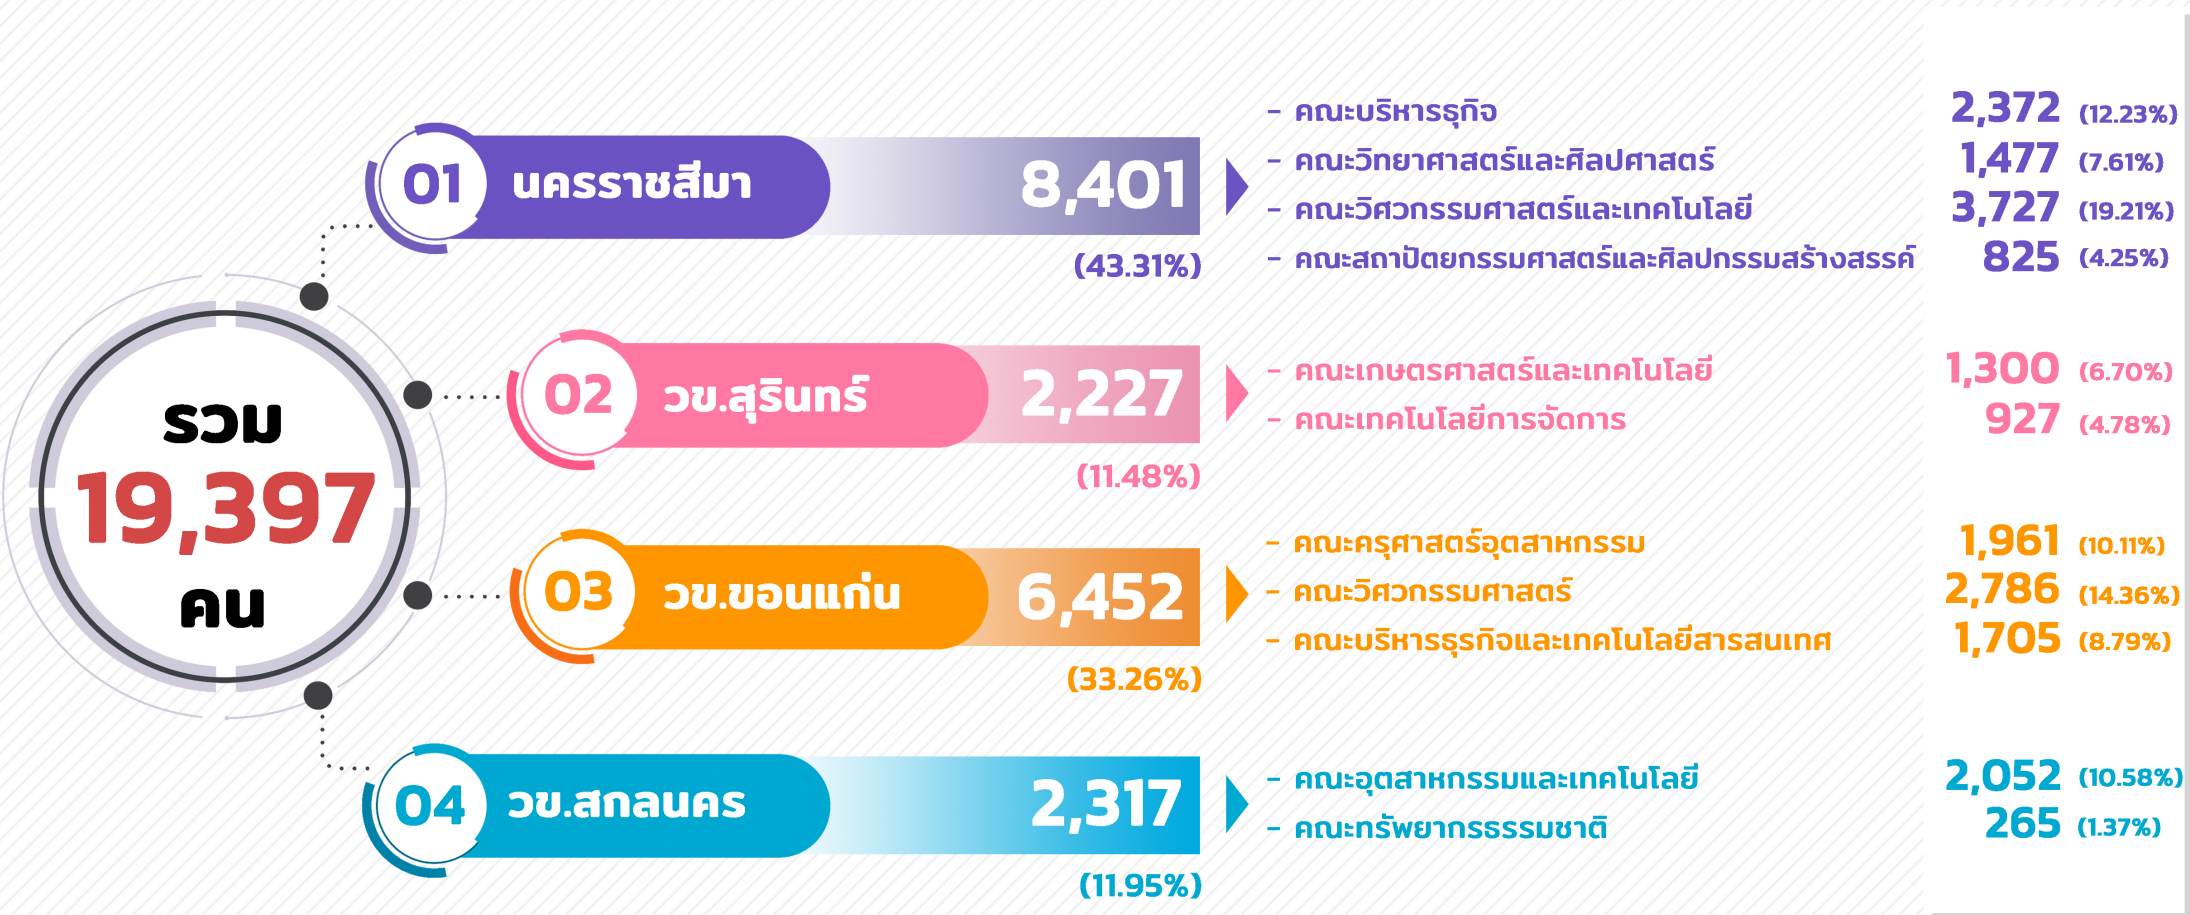 รวม
19,397
คน
01 นครราชสีมา 8,401
(43.31%)
- คณะบริหารธุกิจ 2,372 (12.23%)
- คณะวิทยาศาสตร์และศิลปศาสตร์ 1,477 (7.61%)
- คณะวิศวกรรมศาสตร์และเทคโนโลยี 3,727 (19.21%)
- คณะสถาปัตยกรรมศาสตร์และศิลปกรรมสร้างสรรค์ 825 (4.25%)
02 วข.สุรินทร์ 2,227
(11.48%)
- คณะเกษตรศาสตร์และเทคโนโลยี 1,300 (6.70%)
- คณะเทคโนโลยีการจัดการ 927 (4.78%)
03 วข.ขอนแก่น 6,452
(33.26%)
- คณะครุศาสตร์อุตสาหกรรม 1,961 (10.11%)
- คณะวิศวกรรมศาสตร์ 2,786 (14.36%)
- คณะบริหารธุรกิจและเทคโนโลยีสารสนเทศ 1,705 (8.79%)
04 วข.สกลนคร 2,317
(11.95%)
- คณะอุตสาหกรรมและเทคโนโลยี 2,052 (10.58%)
- คณะทรัพยากรธรรมชาติ 265 (1.37%)